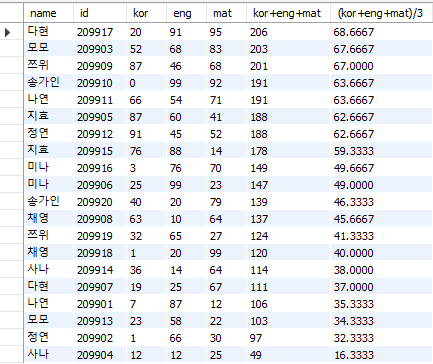 name id kor eng mat kor+eng+mat (kor+eng+mat)/3
다현 209917 20 91 95 206 68.6667
모모 209903 52 68 83 203 67.6667
쯔위 209909 87 46 68 201 67.0000
송가인 209910 0 99 92 191 63.6667
나연 209911 66 54 71 191 63.6667
지효 209905 87 60 41 188 62.6667
정연 209912 91 45 52 188 62.6667
지효 209915 76 88 14 178 59.3333
미나 209916 3 76 70 149 49.6667
미나 209906 25 99 23 147 49.0000
송가인 209920 40 20 79 139 46.3333
채영 209908 63 10 64 137 45.6667
쯔위 209919 32 65 27 124 41.3333
채영 209918 1 20 99 120 40.0000
사나 209914 36 14 64 114 38.0000
다현 209907 19 25 67 111 37.0000
나연 209901 7 87 12 106 35.3333
모모 209913 23 58 22 103 34.3333
정연 209902 1 66 30 97 32.3333
사나 209904 12 12 25 49 16.3333